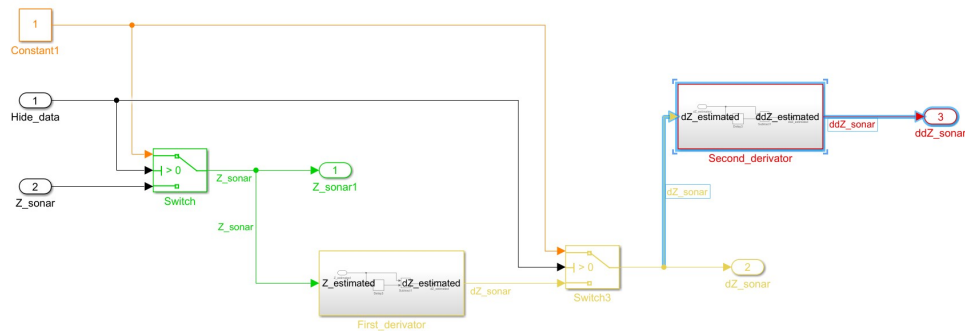 1
Constant1
1
Hide_data
2
Z_sonar
> 0
Switch
Z_sonar
1
Z_sonar1
Z_sonar
Z_estimated
dZ_estimated
First_derivator
dZ_sonar
> 0
Switch3
dZ_sonar
2
dZ_sonar
dZ_estimated
ddZ_estimated
Second_derivator
ddZ_sonar
3
ddZ_sonar